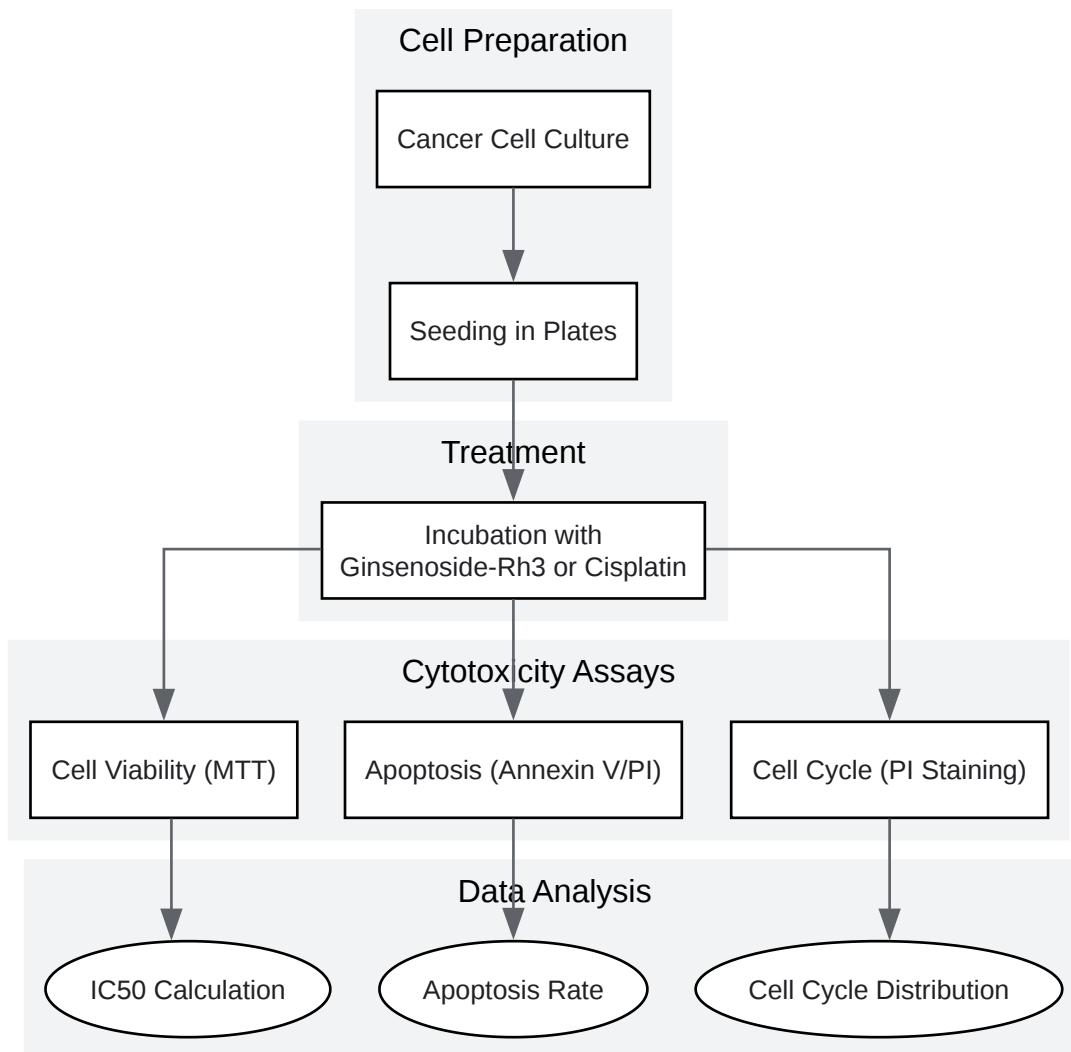 Cell Preparation
Cancer Cell Culture
Seeding in Plates
Treatment
Incubation with
Ginsenoside-Rh3 or Cisplatin
Cytotoxicity Assays
Cell Viability (MTT)
Apoptosis (Annexin V/PI)
Cell Cycle (PI Staining)
Data Analysis
IC50 Calculation
Apoptosis Rate
Cell Cycle Distribution